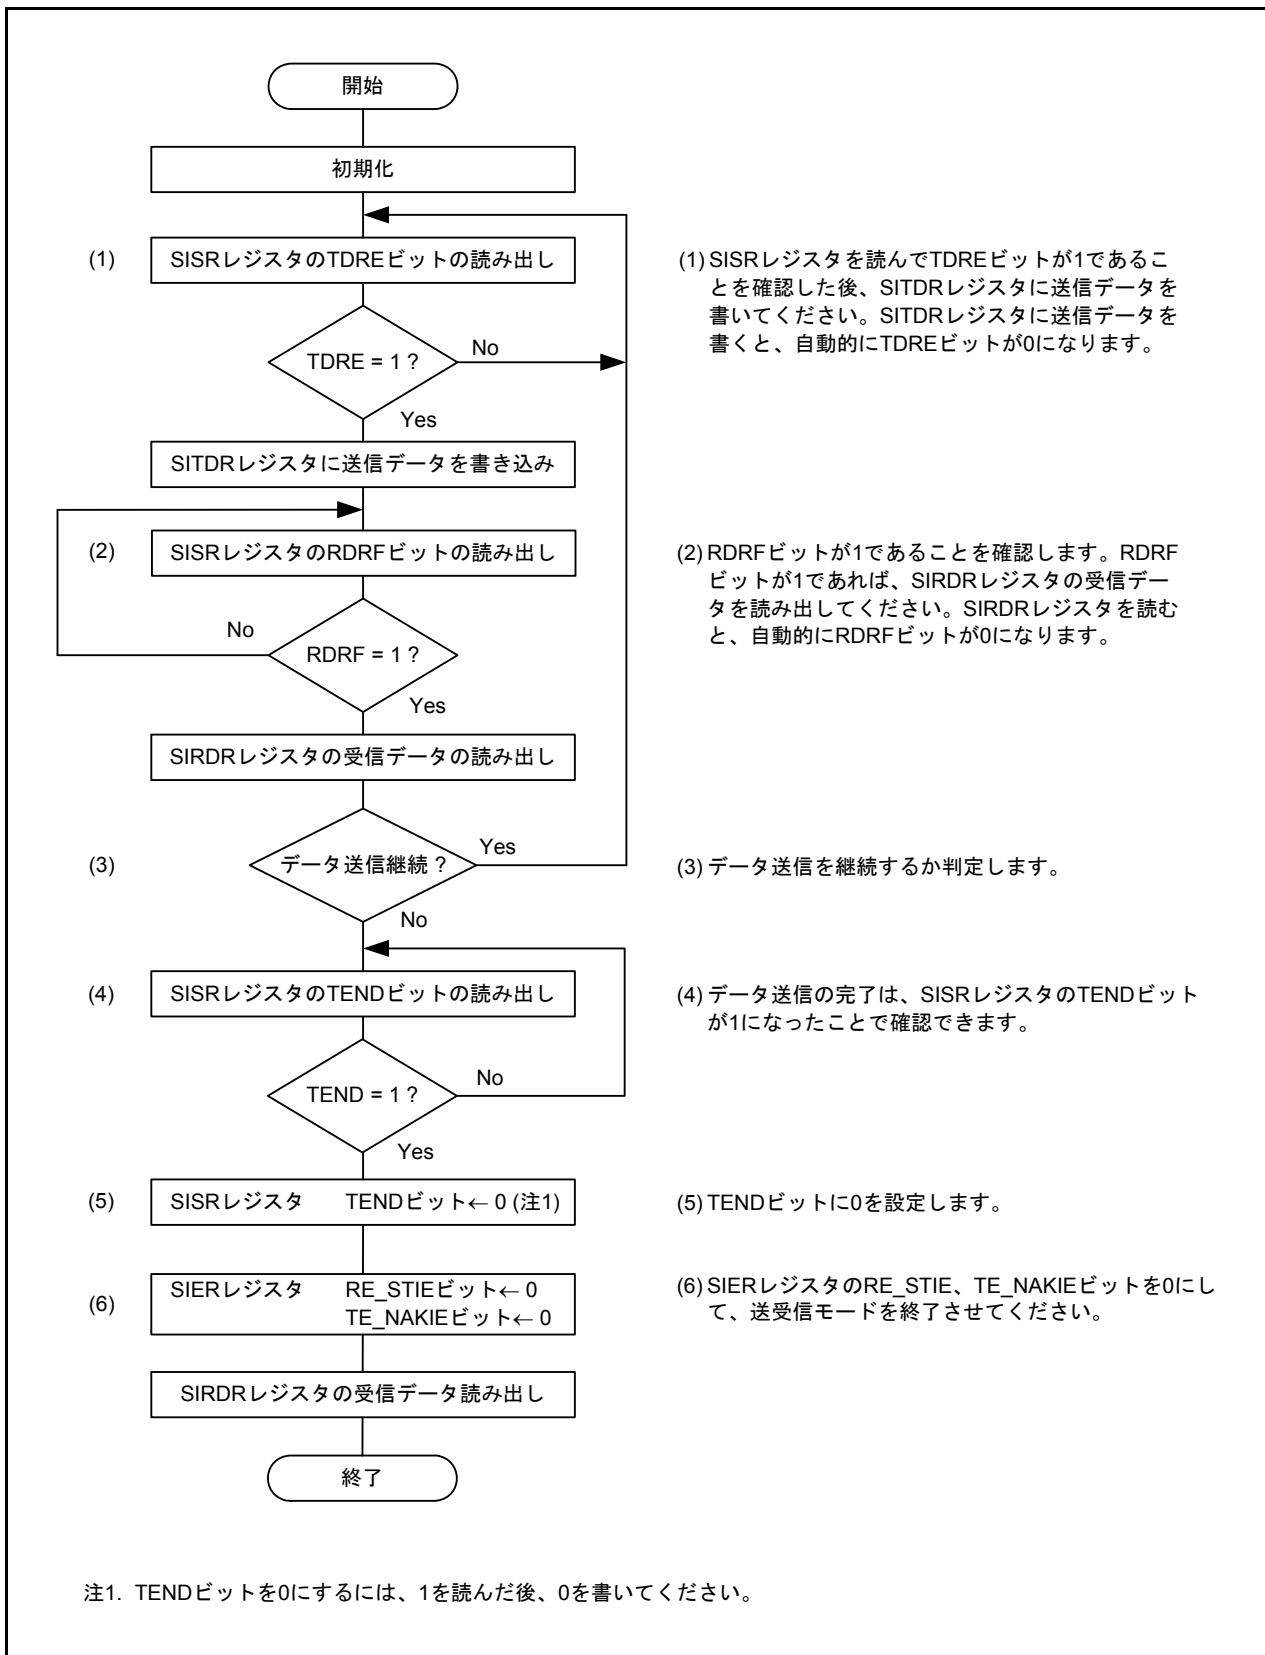 開始
初期化
(1)
SISRレジスタのTDREビットの読み出し
(1) SISRレジスタを読んでTDREビットが1であるこ
とを確認した後、SITDRレジスタに送信データを
書いてください。SITDRレジスタに送信データを
書くと、自動的にTDREビットが0になります。
TDRE = 1 ?
No
Yes
SITDRレジスタに送信データを書き込み
(2)
SISRレジスタのRDRFビットの読み出し
(2) RDRFビットが1であることを確認します。RDRF
ビットが1であれば、SIRDRレジスタの受信デー
タを読み出してください。SIRDRレジスタを読む
と、自動的にRDRFビットが0になります。
No
RDRF = 1 ?
Yes
SIRDRレジスタの受信データの読み出し
(3)
データ送信継続 ?
Yes
(3) データ送信を継続するか判定します。
No
(4)
SISRレジスタのTENDビットの読み出し
(4) データ送信の完了は、SISRレジスタのTENDビット
が1になったことで確認できます。
TEND = 1 ?
No
Yes
(5)
SISRレジスタ TENDビット← 0 (注1)
(5) TENDビットに0を設定します。
(6)
SIERレジスタ RE_STIEビット← 0
TE_NAKIEビット← 0
(6) SIERレジスタのRE_STIE、TE_NAKIEビットを0にし
て、送受信モードを終了させてください。
SIRDRレジスタの受信データ読み出し
終了
注1. TENDビットを0にするには、1を読んだ後、0を書いてください。